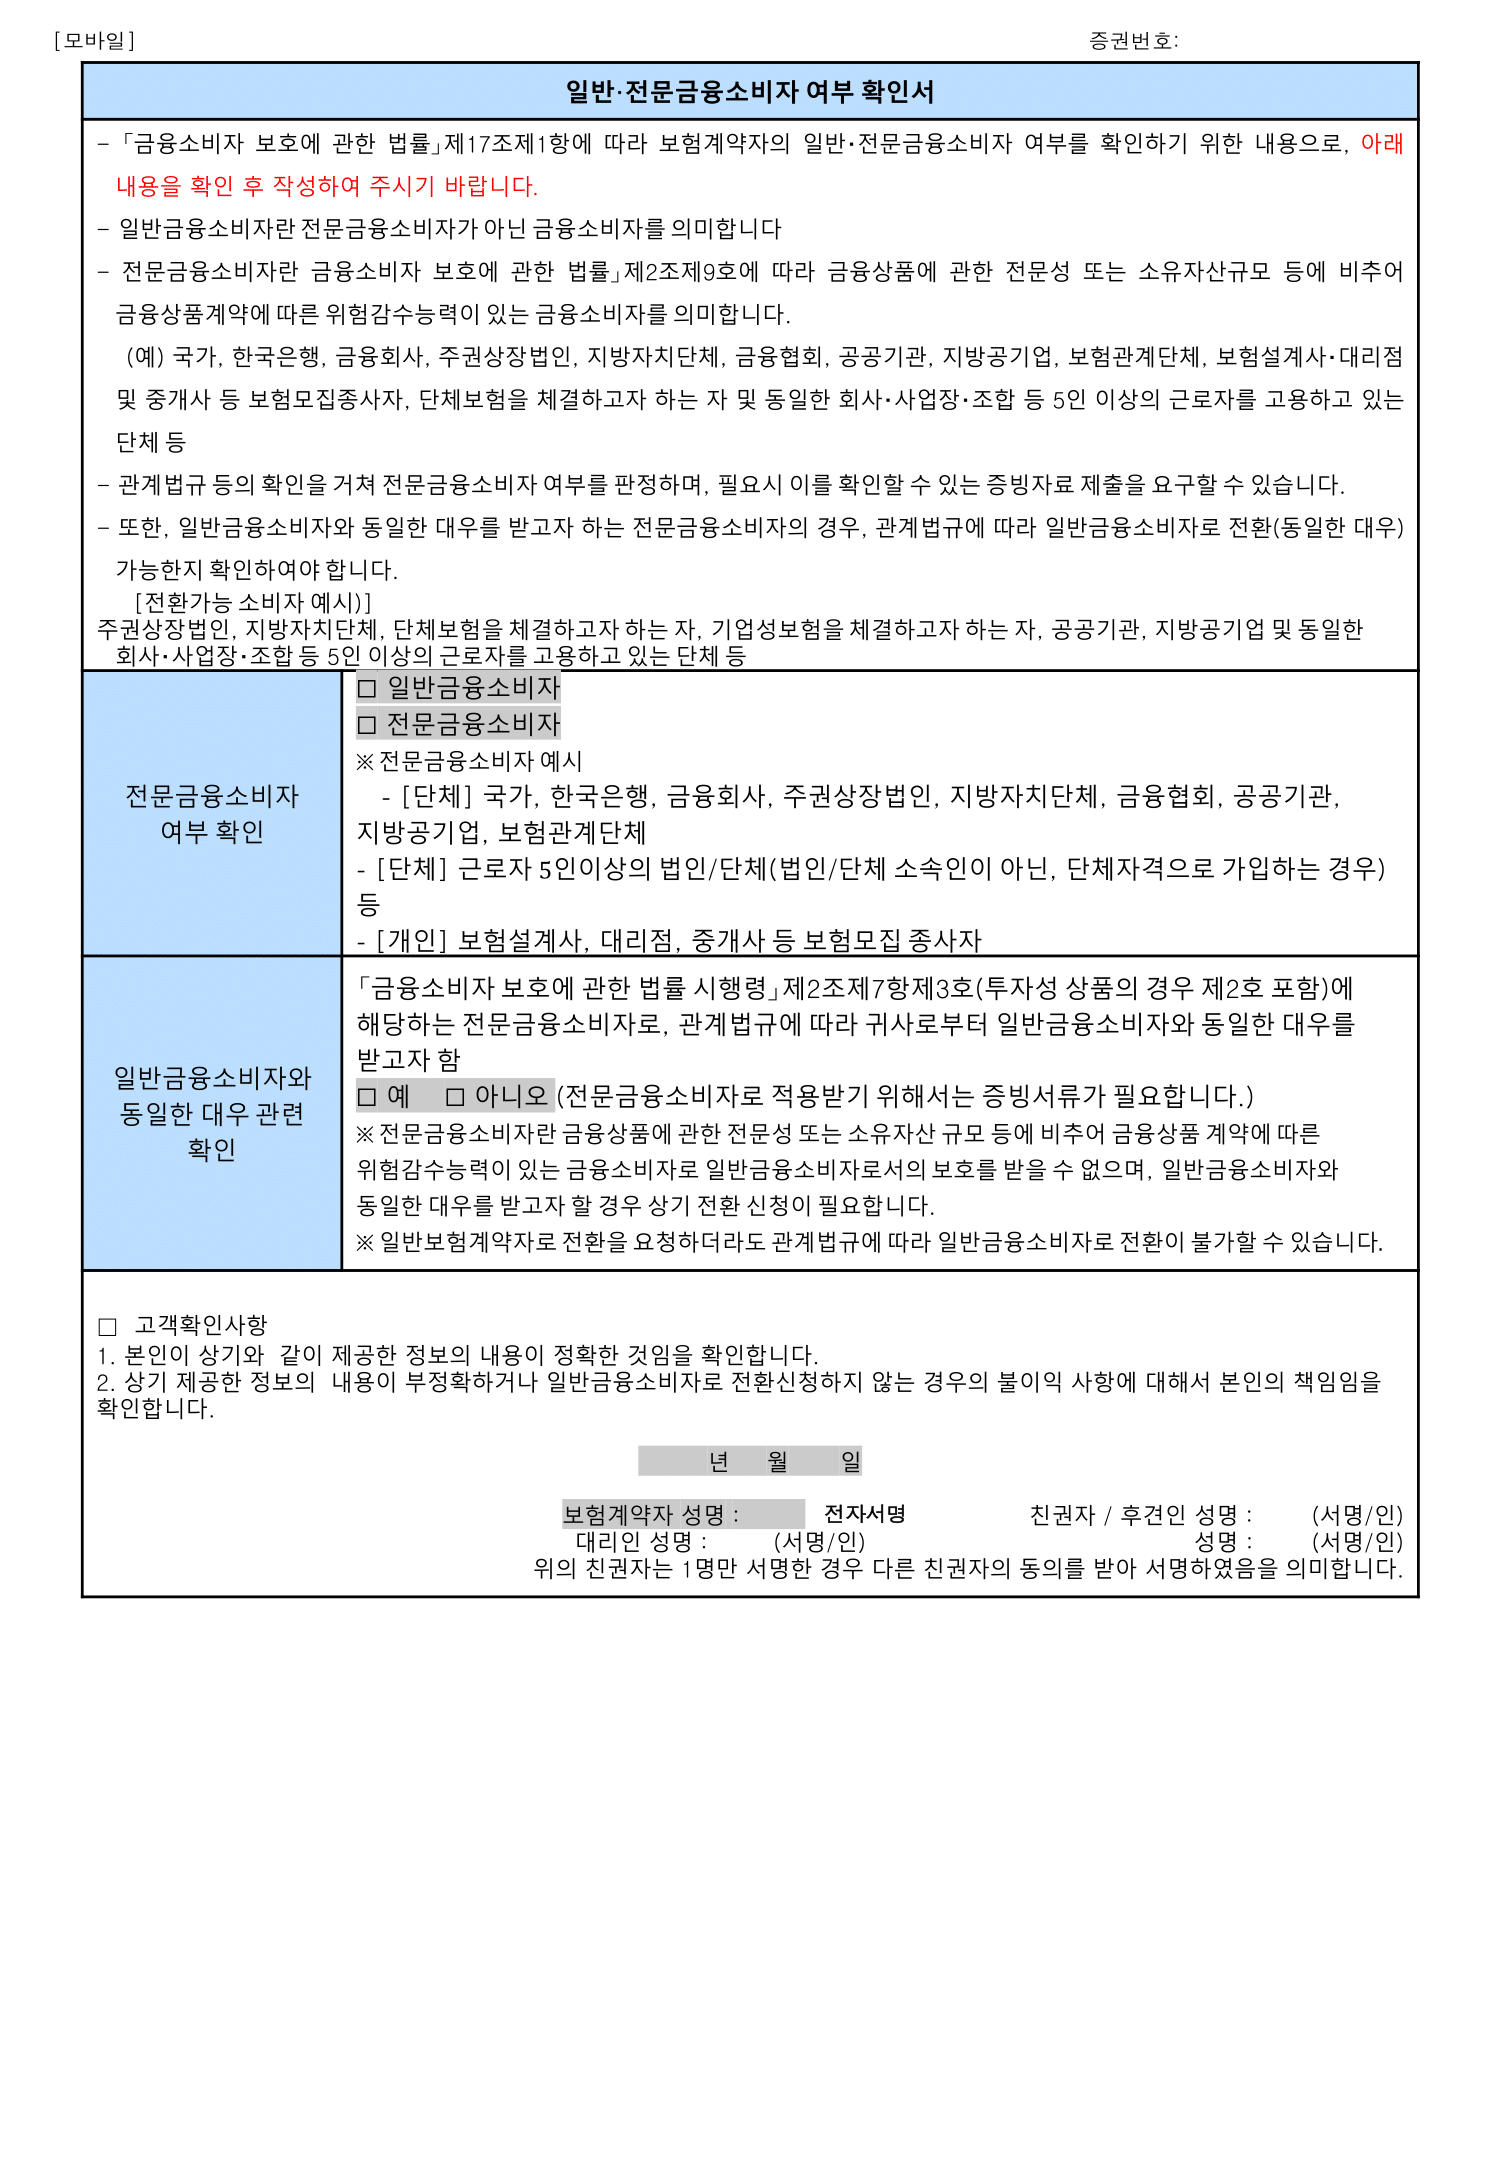 [모바일] 증권번호:
일반·전문금융소비자 여부 확인서
- 「금융소비자 보호에 관한 법률」제17조제1항에 따라 보험계약자의 일반·전문금융소비자 여부를 확인하기 위한 내용으로, 아래
내용을 확인 후 작성하여 주시기 바랍니다.
- 일반금융소비자란 전문금융소비자가 아닌 금융소비자를 의미합니다
- 전문금융소비자란 금융소비자 보호에 관한 법률」제2조제9호에 따라 금융상품에 관한 전문성 또는 소유자산규모 등에 비추어
금융상품계약에 따른 위험감수능력이 있는 금융소비자를 의미합니다.
(예) 국가, 한국은행, 금융회사, 주권상장법인, 지방자치단체, 금융협회, 공공기관, 지방공기업, 보험관계단체, 보험설계사·대리점
및 중개사 등 보험모집종사자, 단체보험을 체결하고자 하는 자 및 동일한 회사·사업장·조합 등 5인 이상의 근로자를 고용하고 있는
단체 등
- 관계법규 등의 확인을 거쳐 전문금융소비자 여부를 판정하며, 필요시 이를 확인할 수 있는 증빙자료 제출을 요구할 수 있습니다.
- 또한, 일반금융소비자와 동일한 대우를 받고자 하는 전문금융소비자의 경우, 관계법규에 따라 일반금융소비자로 전환(동일한 대우)
가능한지 확인하여야 합니다.
[전환가능 소비자 예시)]
주권상장법인, 지방자치단체, 단체보험을 체결하고자 하는 자, 기업성보험을 체결하고자 하는 자, 공공기관, 지방공기업 및 동일한
회사·사업장·조합 등 5인 이상의 근로자를 고용하고 있는 단체 등
전문금융소비자
여부 확인
□ 일반금융소비자
□ 전문금융소비자
※ 전문금융소비자 예시
- [단체] 국가, 한국은행, 금융회사, 주권상장법인, 지방자치단체, 금융협회, 공공기관,
지방공기업, 보험관계단체
- [단체] 근로자 5인이상의 법인/단체(법인/단체 소속인이 아닌, 단체자격으로 가입하는 경우)
등
- [개인] 보험설계사, 대리점, 중개사 등 보험모집 종사자
일반금융소비자와
동일한 대우 관련
확인
「금융소비자 보호에 관한 법률 시행령」제2조제7항제3호(투자성 상품의 경우 제2호 포함)에
해당하는 전문금융소비자로, 관계법규에 따라 귀사로부터 일반금융소비자와 동일한 대우를
받고자 함
□ 예 □ 아니오 (전문금융소비자로 적용받기 위해서는 증빙서류가 필요합니다.)
※ 전문금융소비자란 금융상품에 관한 전문성 또는 소유자산 규모 등에 비추어 금융상품 계약에 따른
위험감수능력이 있는 금융소비자로 일반금융소비자로서의 보호를 받을 수 없으며, 일반금융소비자와
동일한 대우를 받고자 할 경우 상기 전환 신청이 필요합니다.
※ 일반보험계약자로 전환을 요청하더라도 관계법규에 따라 일반금융소비자로 전환이 불가할 수 있습니다.
□ 고객확인사항
1. 본인이 상기와 같이 제공한 정보의 내용이 정확한 것임을 확인합니다.
2. 상기 제공한 정보의 내용이 부정확하거나 일반금융소비자로 전환신청하지 않는 경우의 불이익 사항에 대해서 본인의 책임임을
확인합니다.
년 월 일
보험계약자 성명 : 전자서명 친권자 / 후견인 성명 : (서명/인)
대리인 성명 : (서명/인) 성명 : (서명/인)
위의 친권자는 1명만 서명한 경우 다른 친권자의 동의를 받아 서명하였음을 의미합니다.